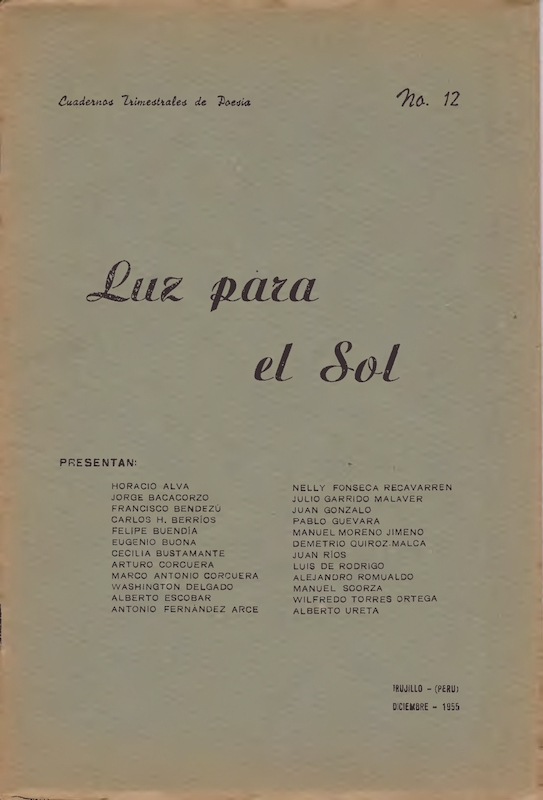 Cuadernos Trimestrales de Poesía
No. 12
Luz para
el Sol
PRESENTAN:
HORACIO ALVA
JORGE BACACORZO
FRANCISCO BENDEZÚ
CARLOS H. BERRÍOS
FELIPE BUENDÍA
EUGENIO BUONA
CECILIA BUSTAMANTE
ARTURO CORCUERA
MARCO ANTONIO CORCUERA
WASHINGTON DELGADO
ALBERTO ESCOBAR
ANTONIO FERNÁNDEZ ARCE
NELLY FONSECA RECAVARREN
JULIO GARRIDO MALAVER
JUAN GONZALO
PABLO GUEVARA
MANUEL MORENO JIMENO
DEMETRIO QUIROZ-MALCA
JUAN RÍOS
LUIS DE RODRIGO
ALEJANDRO ROMUALDO
MANUEL SCORZA
WILFREDO TORRES ORTEGA
ALBERTO URETA
TRUJILLO - (PERU)
DICIEMBRE - 1955